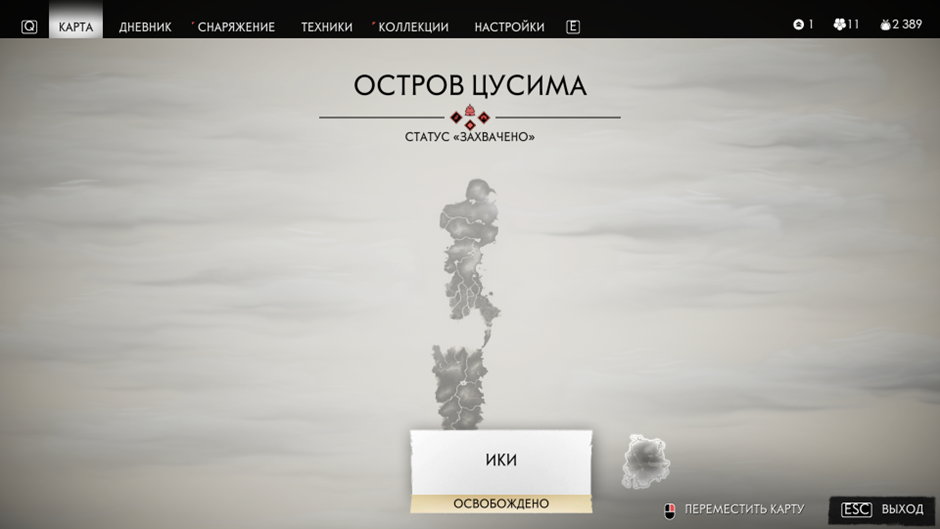 Q КАРТА ДНЕВНИК СНАРЯЖЕНИЕ ТЕХНИКИ КОЛЛЕКЦИИ НАСТРОЙКИ E 1 11 2 389
ОСТРОВ ЦУСИМА
СТАТУС «ЗАХВАЧЕНО»
ИКИ
ОСВОБОЖДЕНО
ПЕРЕМЕСТИТЬ КАРТУ ESC ВЫХОД